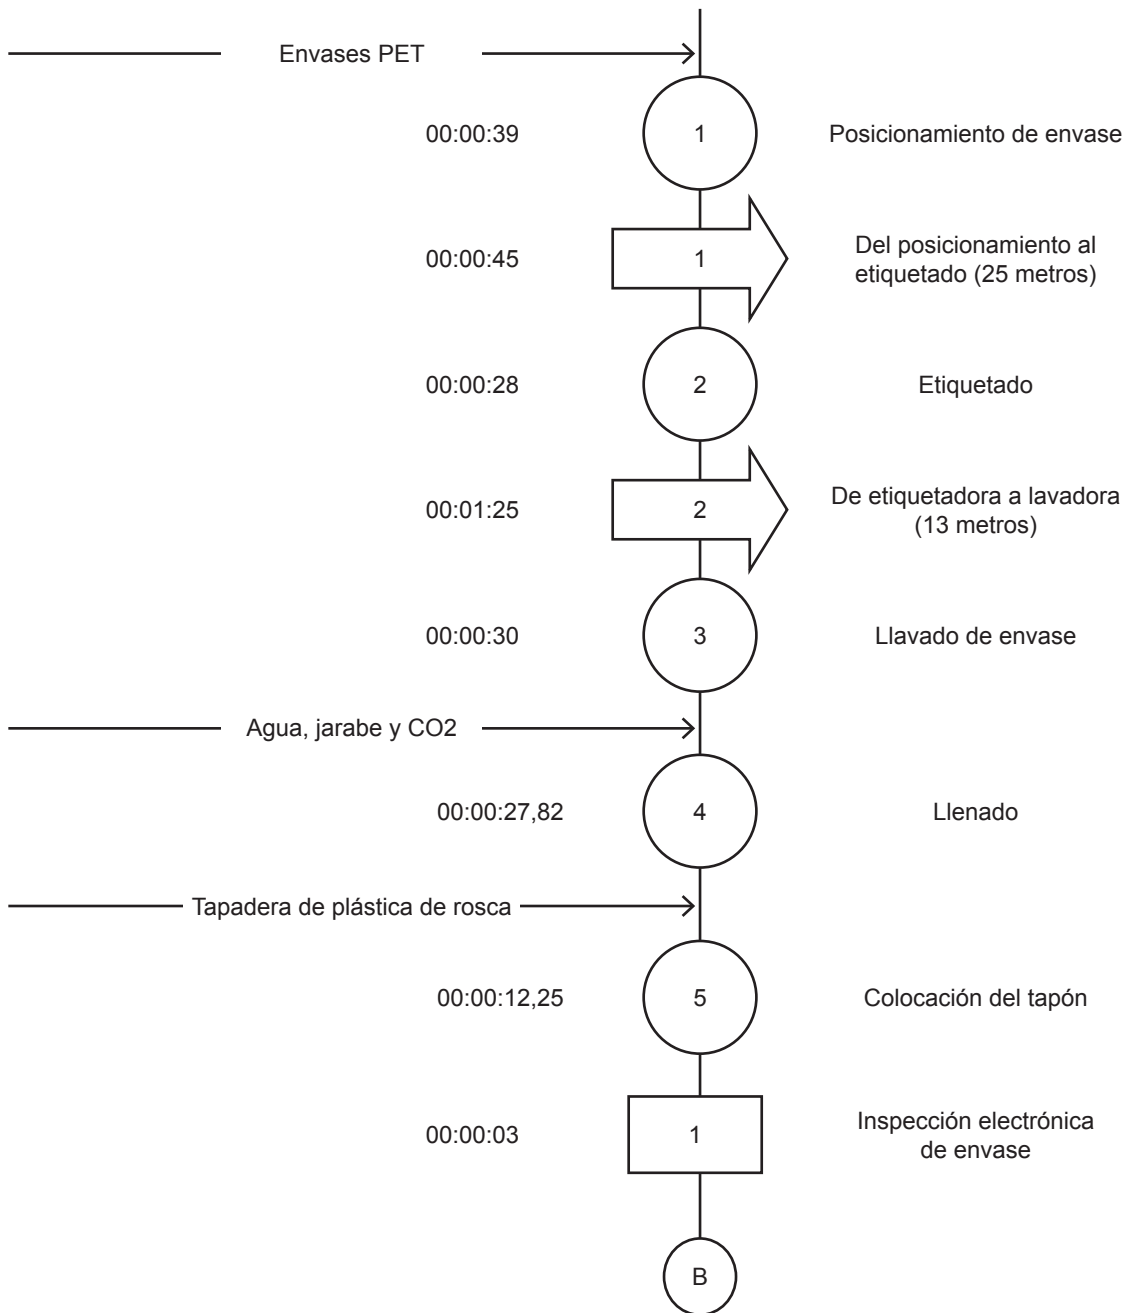 Envases PET
00:00:39
1
Posicionamiento de envase
00:00:45
1
Del posicionamiento al
etiquetado (25 metros)
00:00:28
2
Etiquetado
00:01:25
2
De etiquetadora a lavadora
(13 metros)
00:00:30
3
Llavado de envase
Agua, jarabe y CO2
00:00:27,82
4
Llenado
Tapadera de plástica de rosca
00:00:12,25
5
Colocación del tapón
00:00:03
1
Inspección electrónica
de envase
B